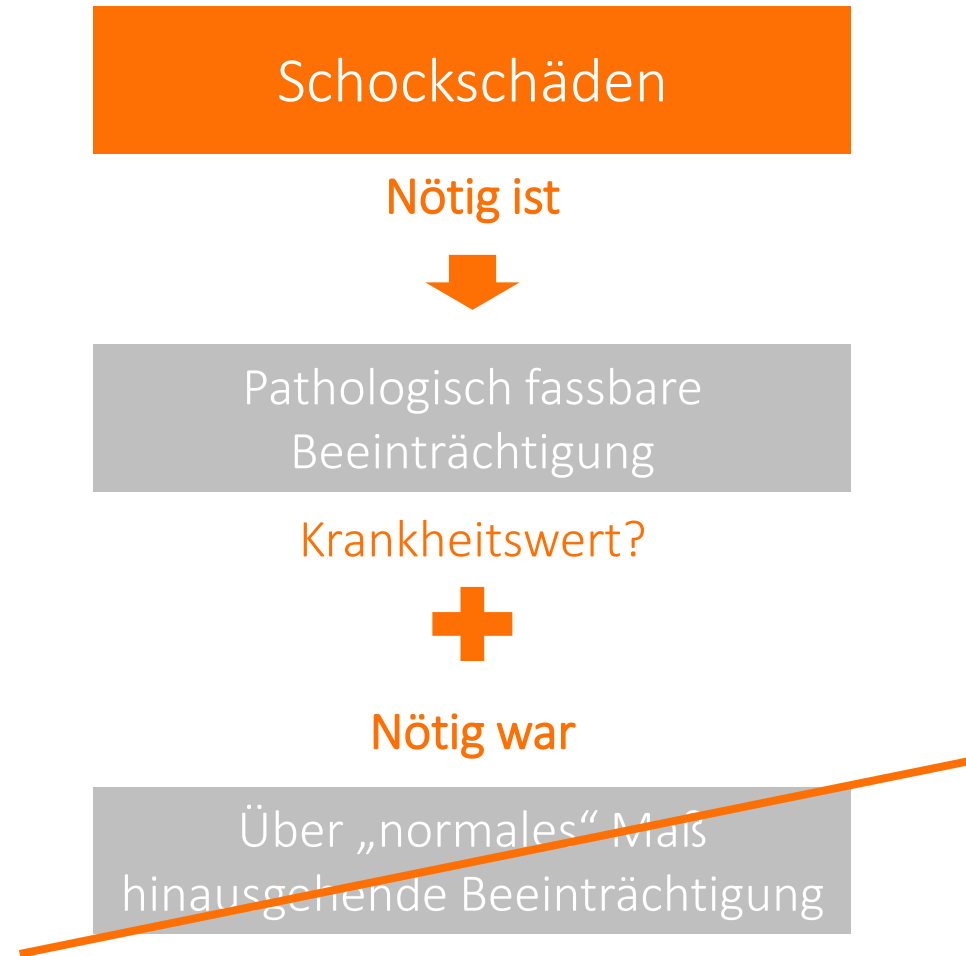 Schockschäden
Nötig ist
Pathologisch fassbare
Beeinträchtigung
Krankheitswert?
Nötig war
Über „normales“ Maß
hinausgehende Beeinträchtigung